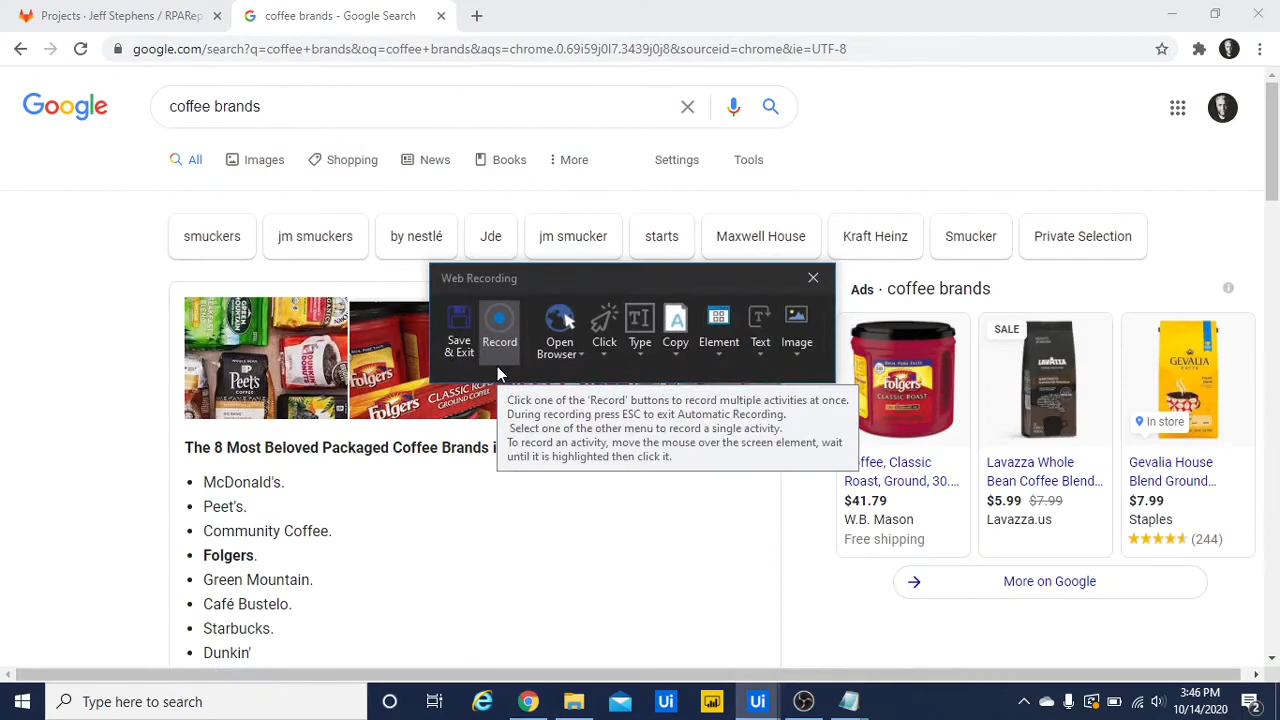 Projects · Jeff Stephens / RPARep
coffee brands - Google Search
google.com/search?q=coffee+brands&oq=coffee+brands&aqs=chrome.0.69i59j0l7.3439j0j8&sourceid=chrome&ie=UTF-8
Google
coffee brands
All
Images
Shopping
News
Books
More
Settings
Tools
smuckers
jm smuckers
by nestlé
Jde
jm smucker
starts
Maxwell House
Kraft Heinz
Smucker
Private Selection
Web Recording
Save & Exit
Record
Open Browser
Click
Type
Copy
Element
Text
Image
Click one of the 'Record' buttons to record multiple activities at once.
During recording press ESC to exit Automatic Recording.
Select one of the other menu to record a single activity.
To record an activity, move the mouse over the screen element, wait
until it is highlighted then click it.
Peet's
Folgers
CLASSIC
The 8 Most Beloved Packaged Coffee Brands i
McDonald's.
Peet's.
Community Coffee.
Folgers.
Green Mountain.
Café Bustelo.
Starbucks.
Dunkin'
Ads · coffee brands
Folgers
ffee, Classic
Roast, Ground, 30....
$41.79
W.B. Mason
Free shipping
SALE
LAVAZZA
Lavazza Whole
Bean Coffee Blend...
$5.99 $7.99
Lavazza.us
GEVALIA
In store
Gevalia House
Blend Ground...
$7.99
Staples
(244)
More on Google
Type here to search
Ui
Ui
3:46 PM
10/14/2020
2